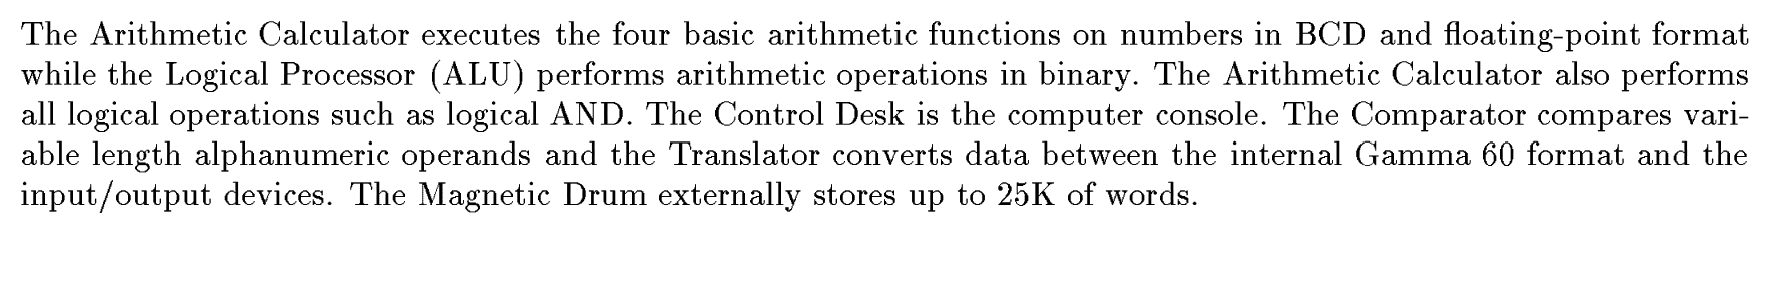 The Arithmetic Calculator executes the four basic arithmetic functions on numbers in BCD and floating-point format
while the Logical Processor (ALU) performs arithmetic operations in binary. The Arithmetic Calculator also performs
all logical operations such as logical AND. The Control Desk is the computer console. The Comparator compares vari-
able length alphanumeric operands and the Translator converts data between the internal Gamma 60 format and the
input/output devices. The Magnetic Drum externally stores up to 25K of words.